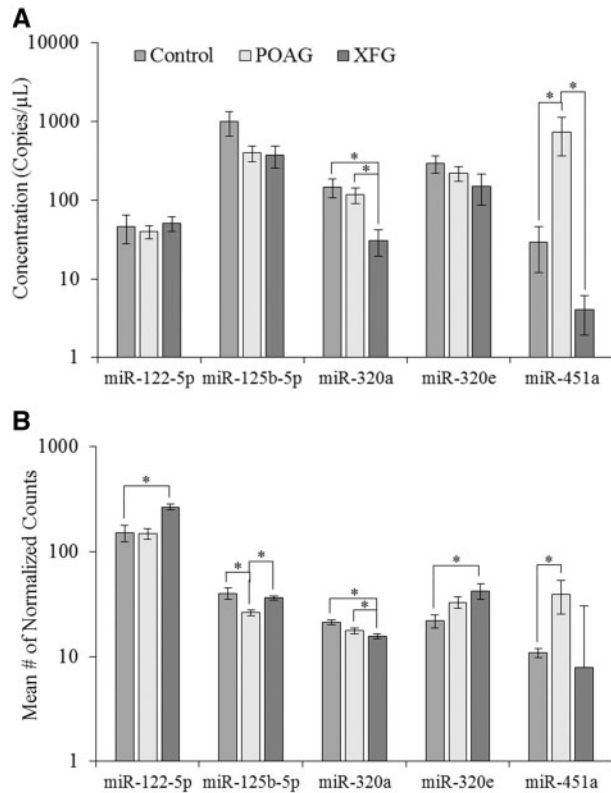 A
Concentration (Copies/µL)
10000
1000
100
10
1
Control POAG XFG
* * * *
miR-122-5p miR-125b-5p miR-320a miR-320e miR-451a
B
Mean # of Normalized Counts
1000
100
10
1
* * * * * * *
miR-122-5p miR-125b-5p miR-320a miR-320e miR-451a